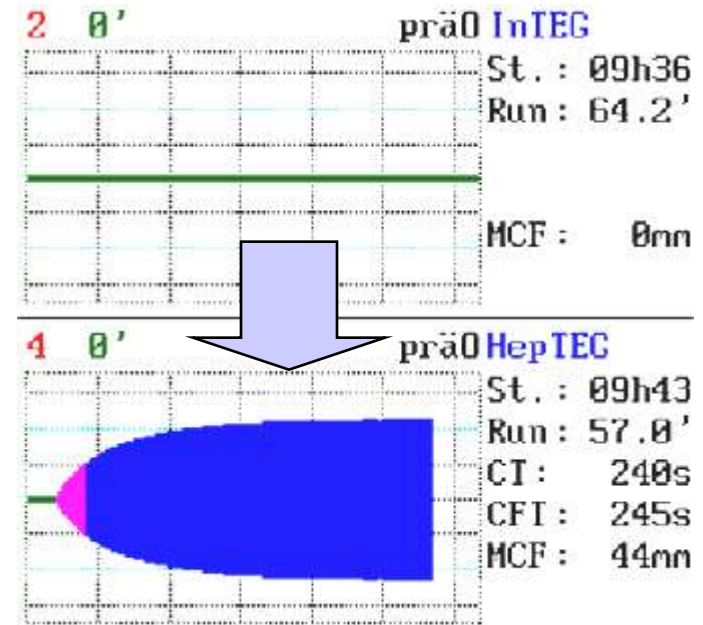 2 0' präO InTEG
St.: 09h36
Run: 64.2'
MCF: 0mm
4 0' präO HepTEG
St.: 09h43
Run: 57.0'
CT: 240s
CFT: 245s
MCF: 44mm